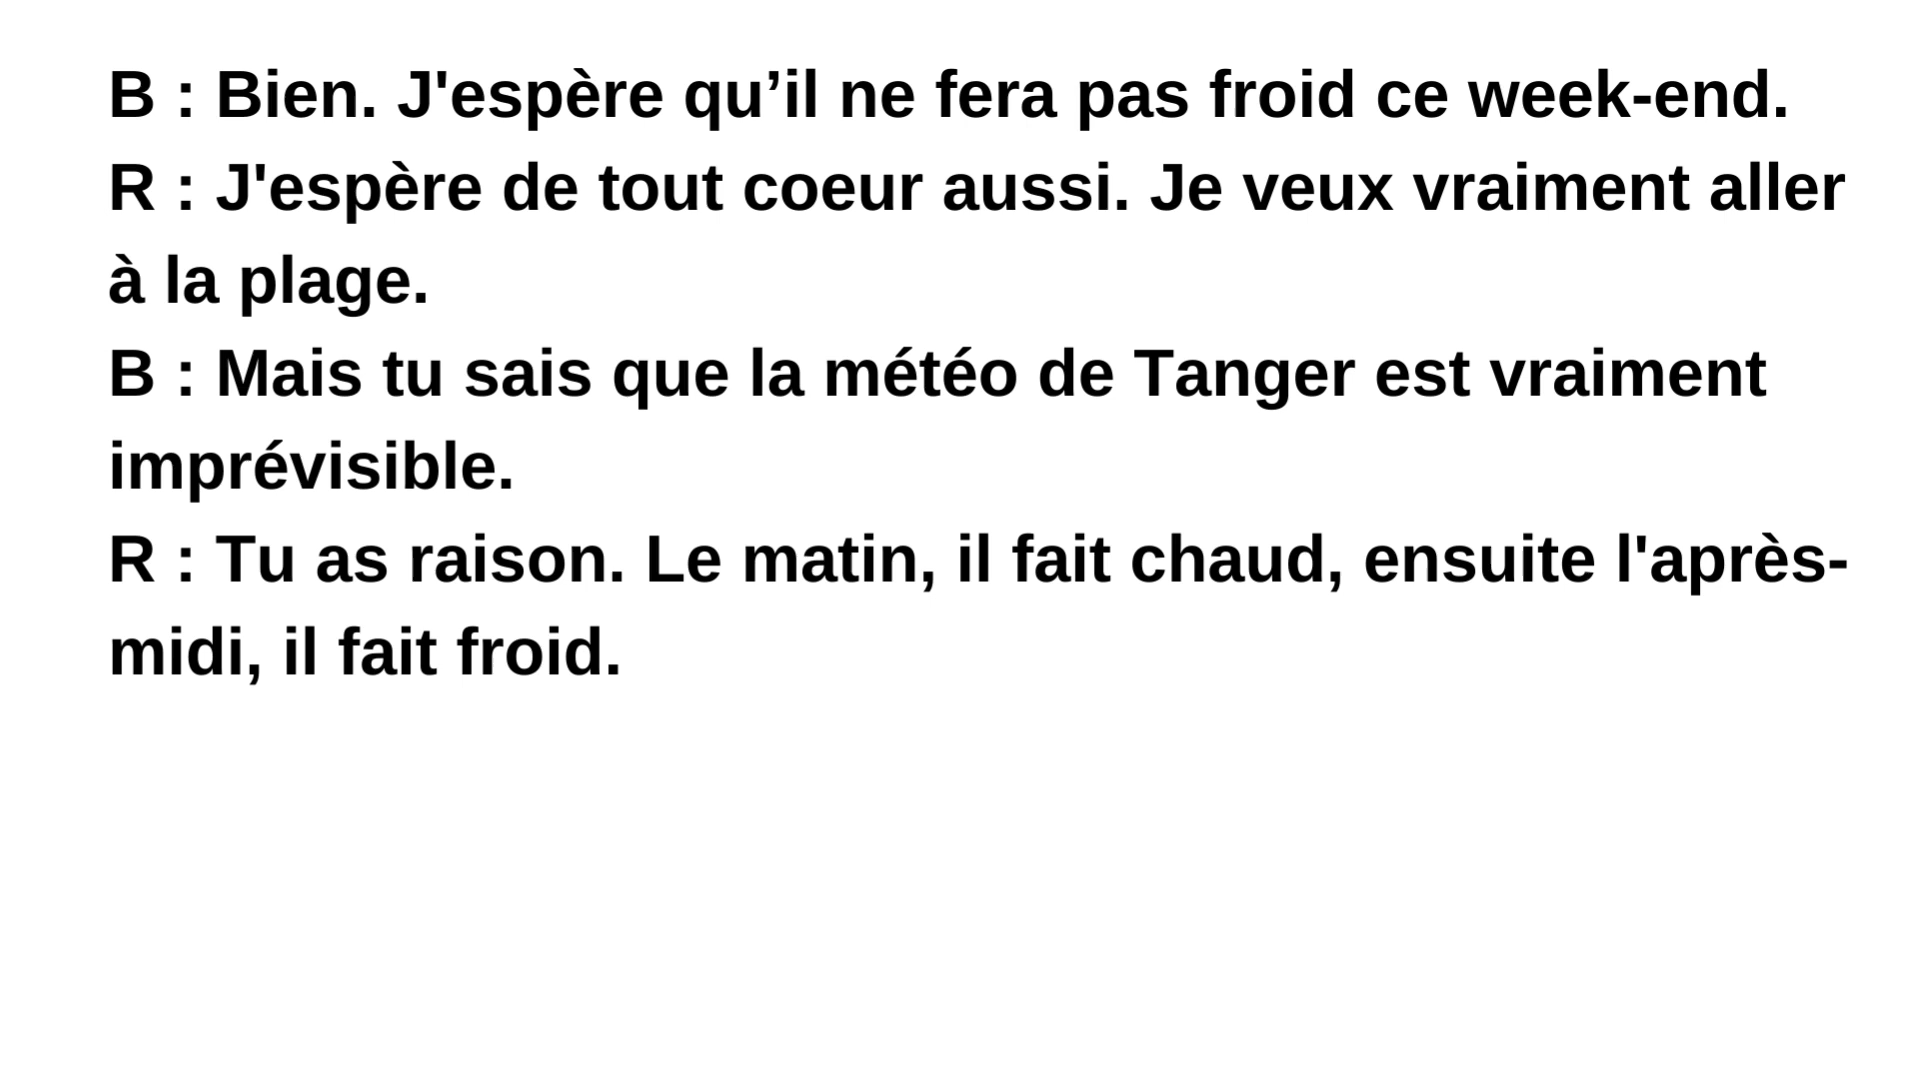 B : Bien. J'espère qu’il ne fera pas froid ce week-end.
R : J'espère de tout coeur aussi. Je veux vraiment aller
à la plage.
B : Mais tu sais que la météo de Tanger est vraiment
imprévisible.
R : Tu as raison. Le matin, il fait chaud, ensuite l'après-
midi, il fait froid.